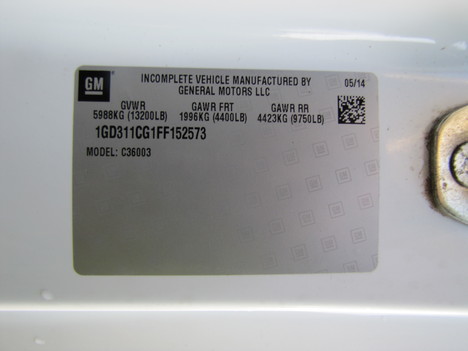 GM
INCOMPLETE VEHICLE MANUFACTURED BY
GENERAL MOTORS LLC
05/14
GVWR GAWR FRT GAWR RR
5988KG (13200LB) 1996KG (4400LB) 4423KG (9750LB)
1GD311CG1FF152573
MODEL: C36003